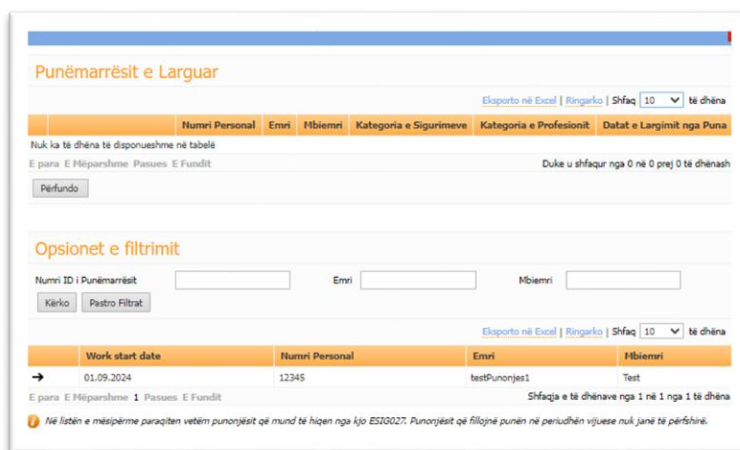 Punëmarrësit e Larguar
Eksporto në Excel | Ringarko | Shfaq 10 të dhëna
Numri Personal Emri Mbiemri Kategoria e Sigurimeve Kategoria e Profesionit Datat e Largimit nga Puna
Nuk ka të dhëna të disponueshme në tabelë
E para E Mëparshme Pasues E Fundit Duke u shfaqur nga 0 në 0 prej 0 të dhënash
Përfundo
Opsionet e filtrimit
Numri ID i Punëmarrësit Emri Mbiemri
Kërko Pastro Filtrat
Eksporto në Excel | Ringarko | Shfaq 10 të dhëna
Work start date Numri Personal Emri Mbiemri
→ 01.09.2024 12345 testPunonjes1 Test
E para E Mëparshme 1 Pasues E Fundit Shfaqja e të dhënave nga 1 në 1 nga 1 të dhëna
Në listën e mësipërme paraqiten vetëm punonjësit që mund të hiqen nga kjo ESIG027. Punonjësit që fillojnë punën në periudhën vijuese nuk janë të përfshirë.